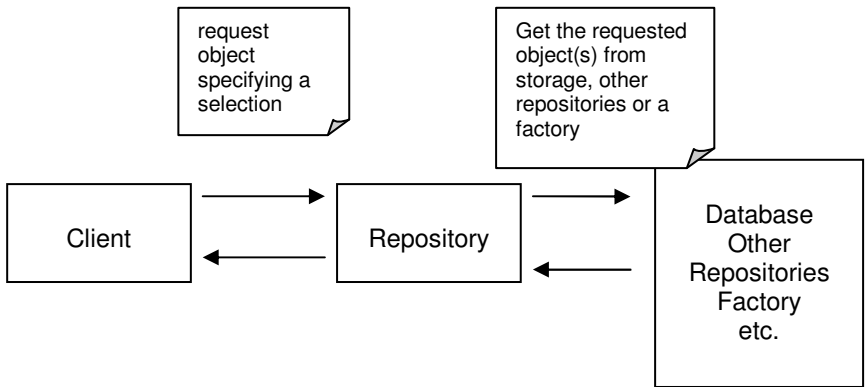 request
object
specifying a
selection
Get the requested
object(s) from
storage, other
repositories or a
factory
Client
Repository
Database
Other
Repositories
Factory
etc.